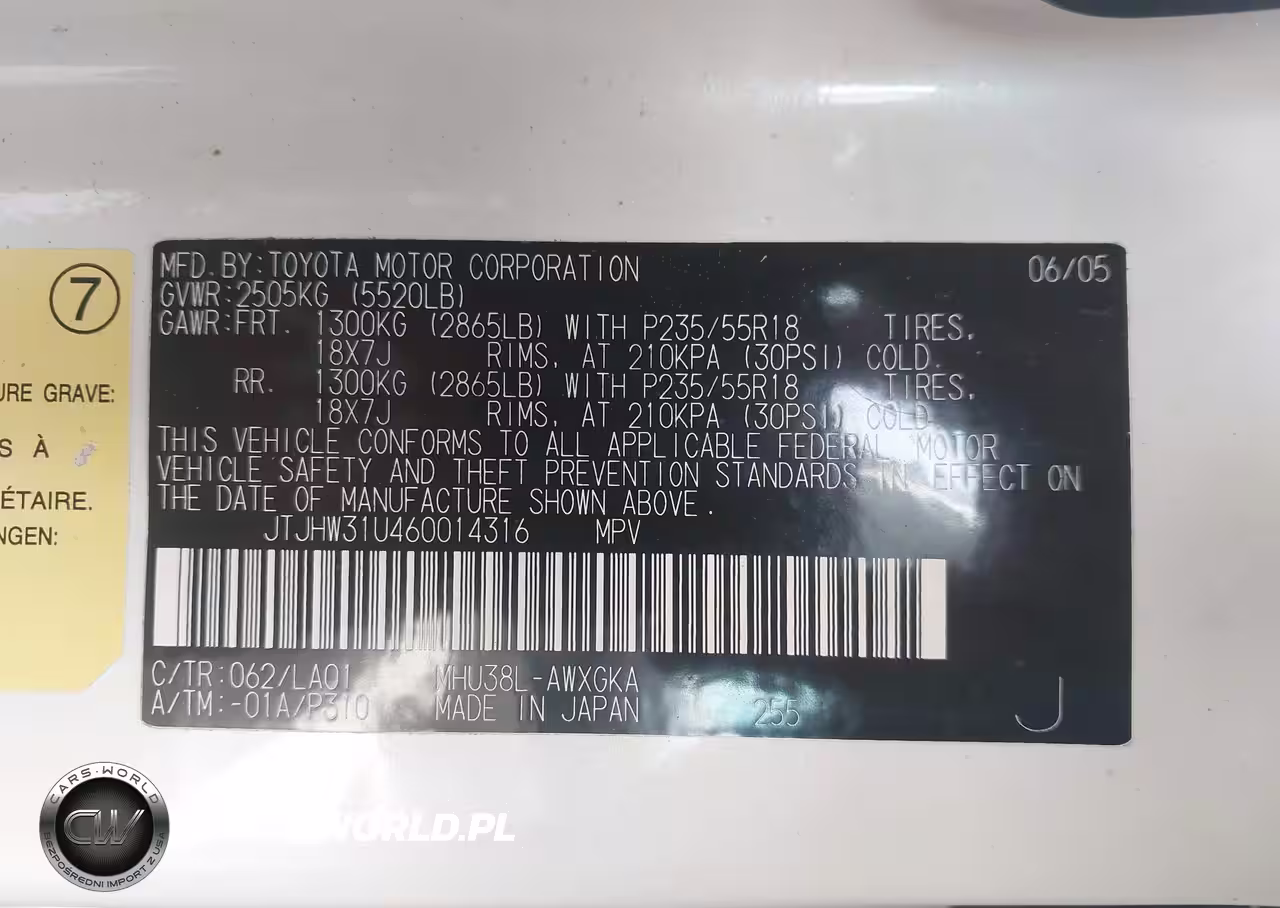 MFD. BY: TOYOTA MOTOR CORPORATION 06/05
GVWR: 2505KG (5520LB)
GAWR: FRT. 1300KG (2865LB) WITH P235/55R18 TIRES,
18X7J RIMS, AT 210KPA (30PSI) COLD.
RR. 1300KG (2865LB) WITH P235/55R18 TIRES,
18X7J RIMS, AT 210KPA (30PSI) COLD.
THIS VEHICLE CONFORMS TO ALL APPLICABLE FEDERAL MOTOR
VEHICLE SAFETY AND THEFT PREVENTION STANDARDS IN EFFECT ON
THE DATE OF MANUFACTURE SHOWN ABOVE.
JTJHW31U460014316 MPV
C/TR: 062/LA01 MHU38L-AWXGKA
A/TM: -01A/P310 MADE IN JAPAN 255 J
7
URE GRAVE:
S À
ÉTAIRE.
NGEN:
CARS-WORLD
CW
BEZPOŚREDNI IMPORT Z USA
WORLD.PL